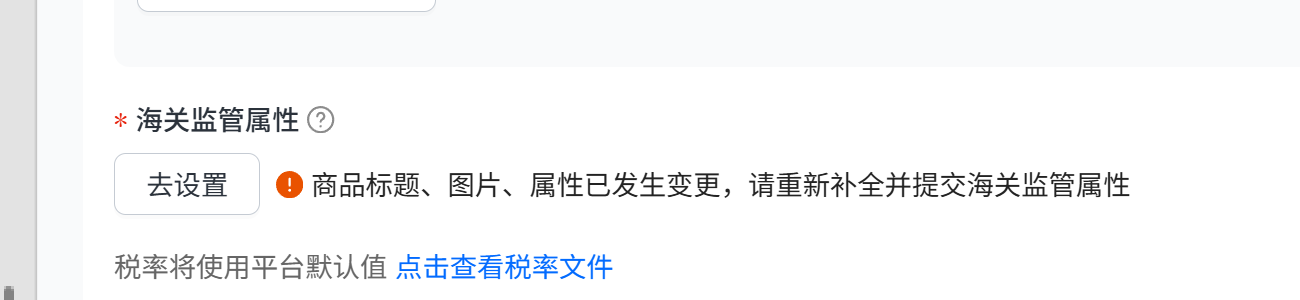 * 海关监管属性 ?
去设置 ! 商品标题、图片、属性已发生变更，请重新补全并提交海关监管属性
税率将使用平台默认值 点击查看税率文件